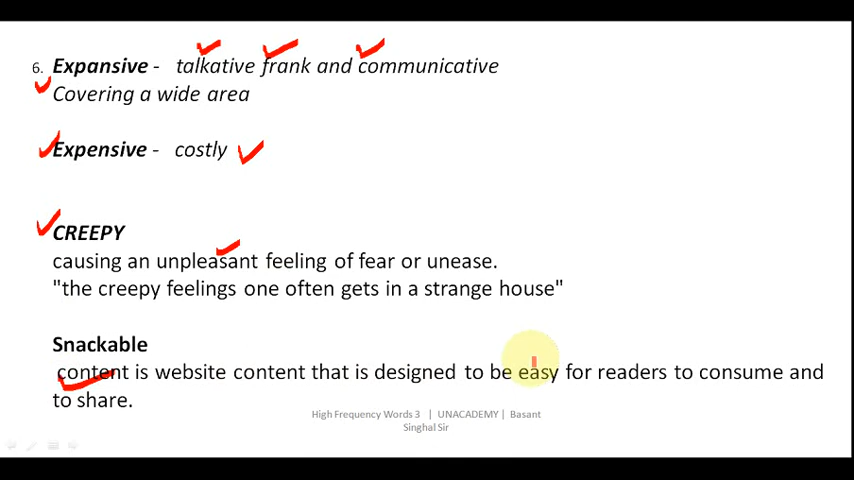 6. Expansive - talkative frank and communicative
Covering a wide area
Expensive - costly
CREEPY
causing an unpleasant feeling of fear or unease.
"the creepy feelings one often gets in a strange house"
Snackable
content is website content that is designed to be easy for readers to consume and
to share.
High Frequency Words 3 | UNACADEMY | Basant
Singhal Sir